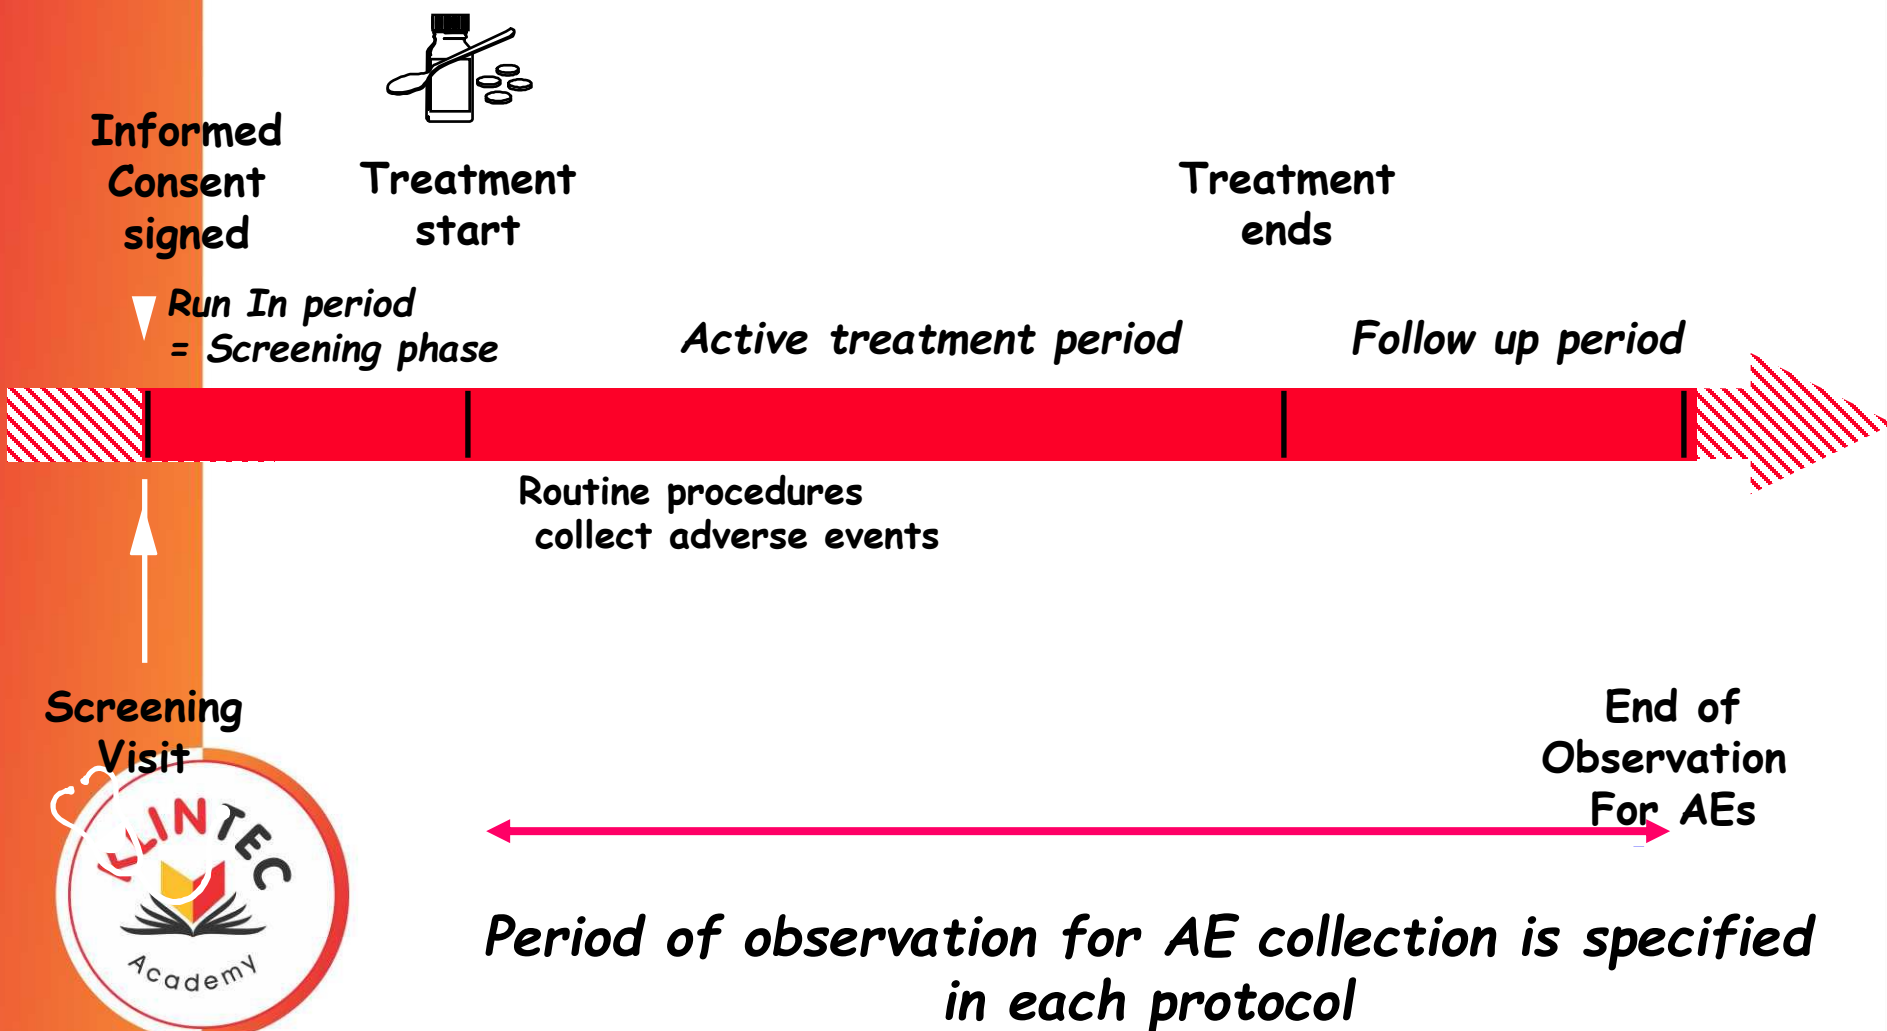 Informed
Consent
signed
Treatment
start
Treatment
ends
Run In period
= Screening phase
Active treatment period
Follow up period
Routine procedures
collect adverse events
Screening
Visit
End of
Observation
For AEs
KLINTEC
Academy
Period of observation for AE collection is specified
in each protocol